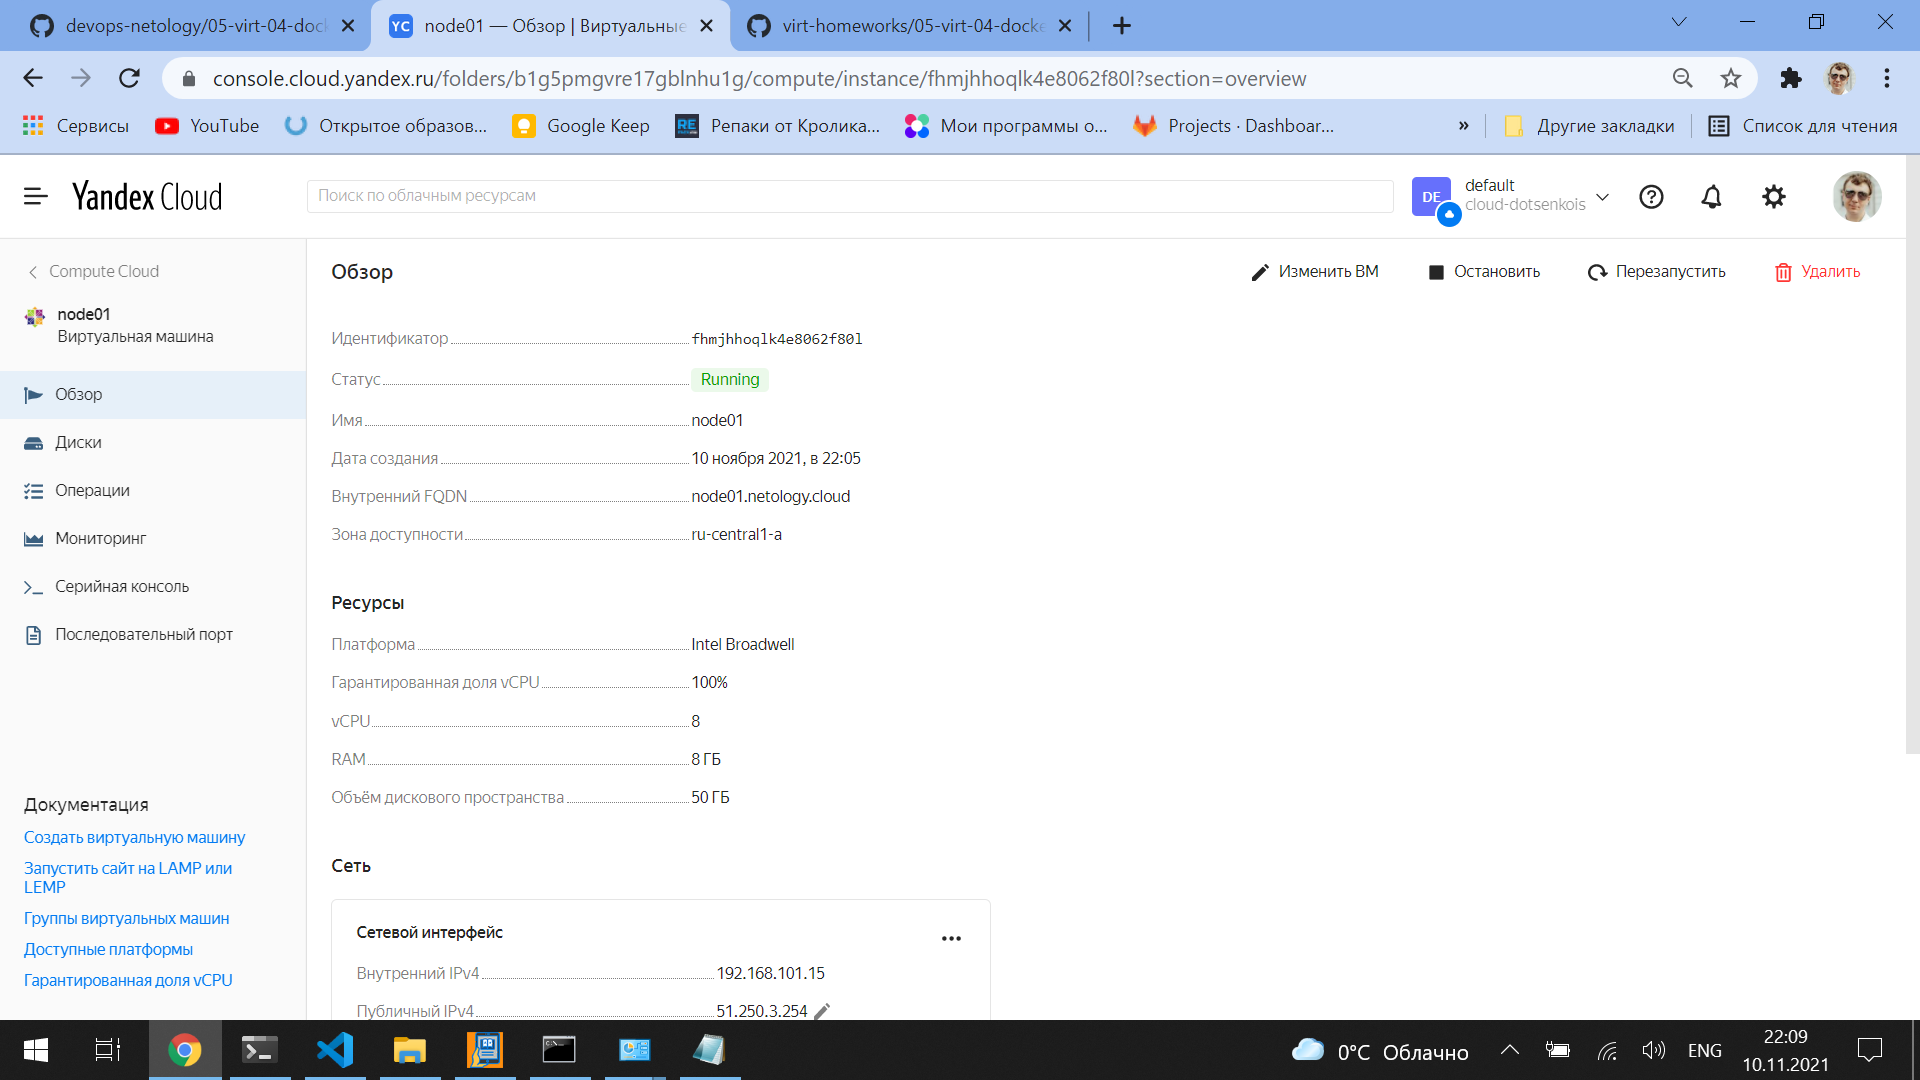 devops-netology/05-virt-04-dock
node01 — Обзор | Виртуальные
virt-homeworks/05-virt-04-docke
console.cloud.yandex.ru/folders/b1g5pmgvre17gblnhu1g/compute/instance/fhmjhhoqlk4e8062f80l?section=overview
Сервисы
YouTube
Открытое образов...
Google Keep
Репаки от Кролика...
Мои программы о...
Projects · Dashboar...
»
Другие закладки
Список для чтения
Yandex Cloud
Поиск по облачным ресурсам
DE
default
cloud-dotsenkois
Compute Cloud
node01
Виртуальная машина
Обзор
Диски
Операции
Мониторинг
Серийная консоль
Последовательный порт
Документация
Создать виртуальную машину
Запустить сайт на LAMP или
LEMP
Группы виртуальных машин
Доступные платформы
Гарантированная доля vCPU
Обзор
Изменить ВМ
Остановить
Перезапустить
Удалить
Идентификатор fhmjhhoqlk4e8062f80l
Статус Running
Имя node01
Дата создания 10 ноября 2021, в 22:05
Внутренний FQDN node01.netology.cloud
Зона доступности ru-central1-a
Ресурсы
Платформа Intel Broadwell
Гарантированная доля vCPU 100%
vCPU 8
RAM 8 ГБ
Объём дискового пространства 50 ГБ
Сеть
Сетевой интерфейс
Внутренний IPv4 192.168.101.15
Публичный IPv4 51.250.3.254
0°C Облачно
ENG
22:09
10.11.2021